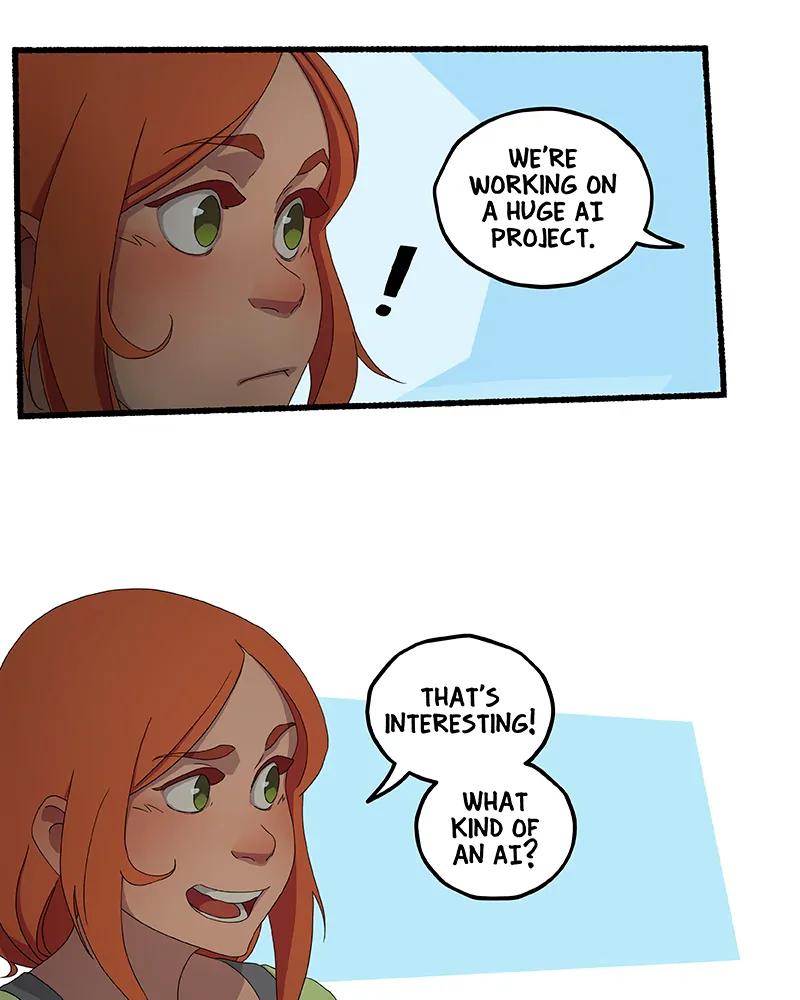 WE'RE
WORKING ON
A HUGE AI
PROJECT.
!
THAT'S
INTERESTING!
WHAT
KIND OF
AN AI?